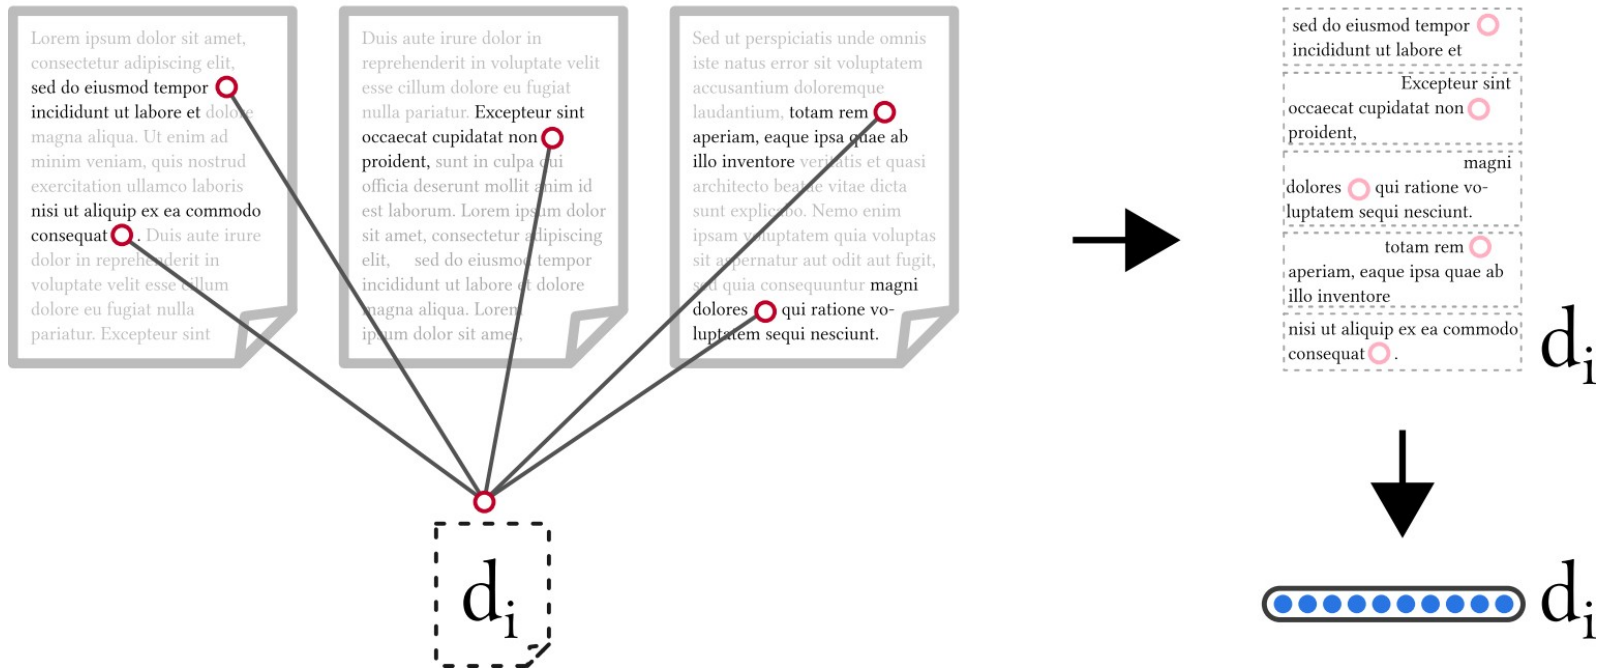 Lorem ipsum dolor sit amet,
consectetur adipiscing elit,
sed do eiusmod tempor
incididunt ut labore et dolore
magna aliqua. Ut enim ad
minim veniam, quis nostrud
exercitation ullamco laboris
nisi ut aliquip ex ea commodo
consequat . Duis aute irure
dolor in reprehenderit in
voluptate velit esse cillum
dolore eu fugiat nulla
pariatur. Excepteur sint
Duis aute irure dolor in
reprehenderit in voluptate velit
esse cillum dolore eu fugiat
nulla pariatur. Excepteur sint
occaecat cupidatat non
proident, sunt in culpa qui
officia deserunt mollit anim id
est laborum. Lorem ipsum dolor
sit amet, consectetur adipiscing
elit, sed do eiusmod tempor
incididunt ut labore et dolore
magna aliqua. Lorem
ipsum dolor sit amet,
Sed ut perspiciatis unde omnis
iste natus error sit voluptatem
accusantium doloremque
laudantium, totam rem
aperiam, eaque ipsa quae ab
illo inventore veritatis et quasi
architecto beatae vitae dicta
sunt explicabo. Nemo enim
ipsam voluptatem quia voluptas
sit aspernatur aut odit aut fugit,
sed quia consequuntur magni
dolores qui ratione vo-
luptatem sequi nesciunt.
di
sed do eiusmod tempor
incididunt ut labore et
Excepteur sint
occaecat cupidatat non
proident,
magni
dolores qui ratione vo-
luptatem sequi nesciunt.
totam rem
aperiam, eaque ipsa quae ab
illo inventore
nisi ut aliquip ex ea commodo
consequat .
di
di